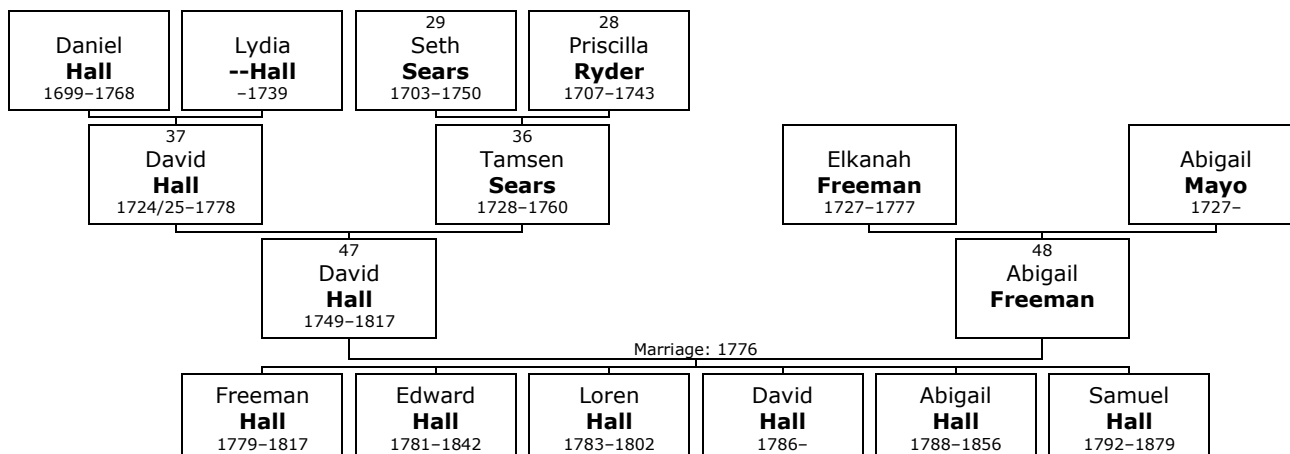 Daniel
Hall
1699–1768
Lydia
--Hall
–1739
29
Seth
Sears
1703–1750
28
Priscilla
Ryder
1707–1743
37
David
Hall
1724/25–1778
36
Tamsen
Sears
1728–1760
Elkanah
Freeman
1727–1777
Abigail
Mayo
1727–
47
David
Hall
1749–1817
48
Abigail
Freeman
Marriage: 1776
Freeman
Hall
1779–1817
Edward
Hall
1781–1842
Loren
Hall
1783–1802
David
Hall
1786–
Abigail
Hall
1788–1856
Samuel
Hall
1792–1879